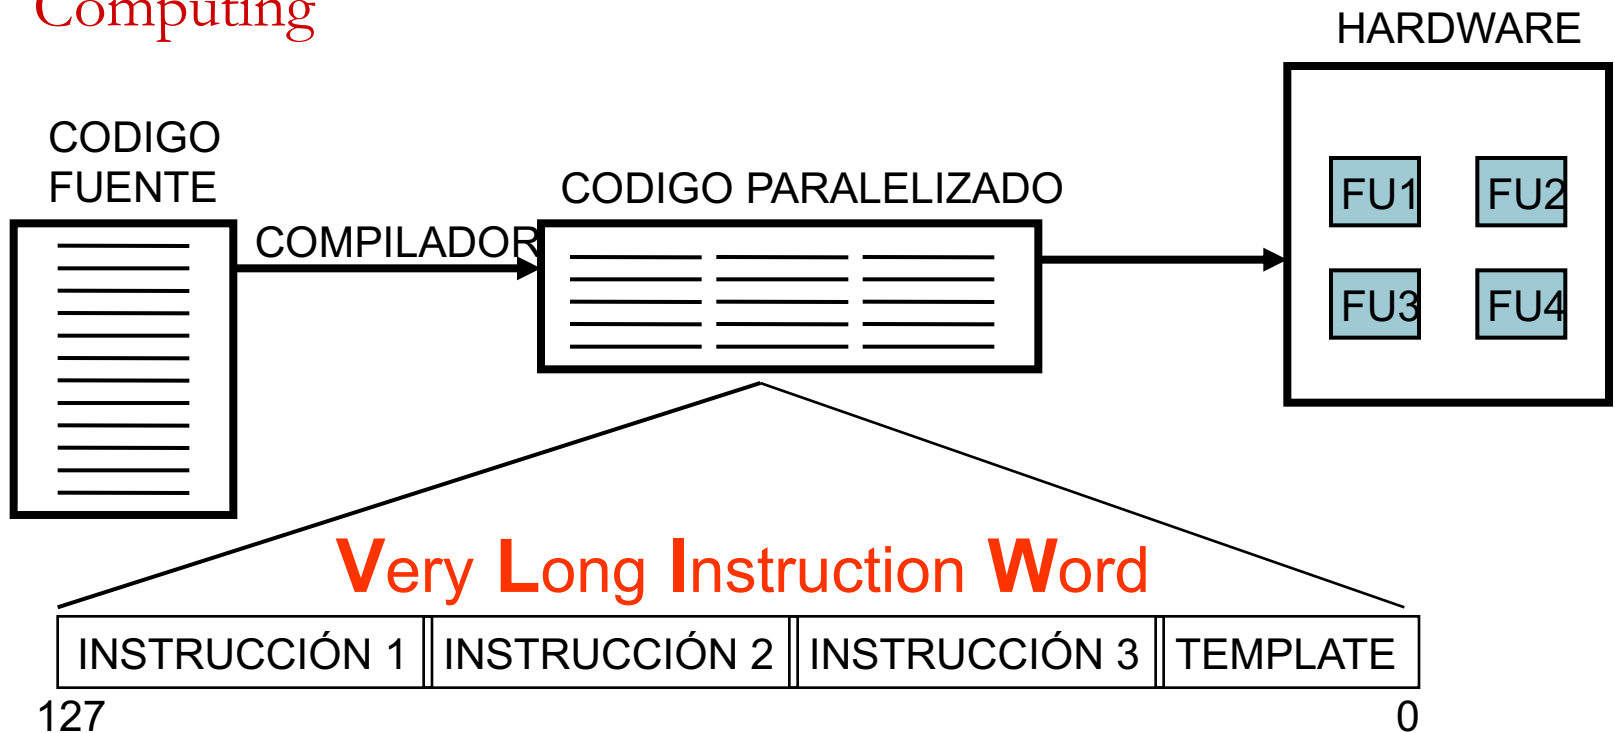 Computing
HARDWARE
CODIGO
FUENTE
COMPILADOR
CODIGO PARALELIZADO
FU1 FU2
FU3 FU4
Very Long Instruction Word
INSTRUCCIÓN 1 INSTRUCCIÓN 2 INSTRUCCIÓN 3 TEMPLATE
127 0